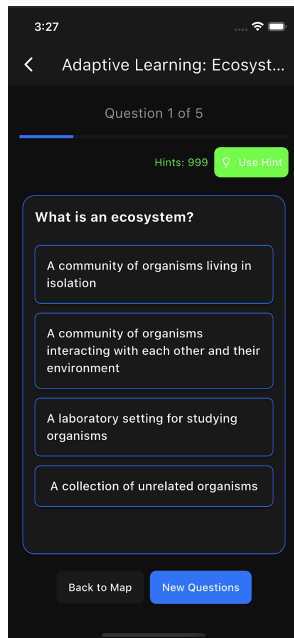 3:27
Adaptive Learning: Ecosyst...
Question 1 of 5
Hints: 999
Use Hint
What is an ecosystem?
A community of organisms living in
isolation
A community of organisms
interacting with each other and their
environment
A laboratory setting for studying
organisms
A collection of unrelated organisms
Back to Map
New Questions